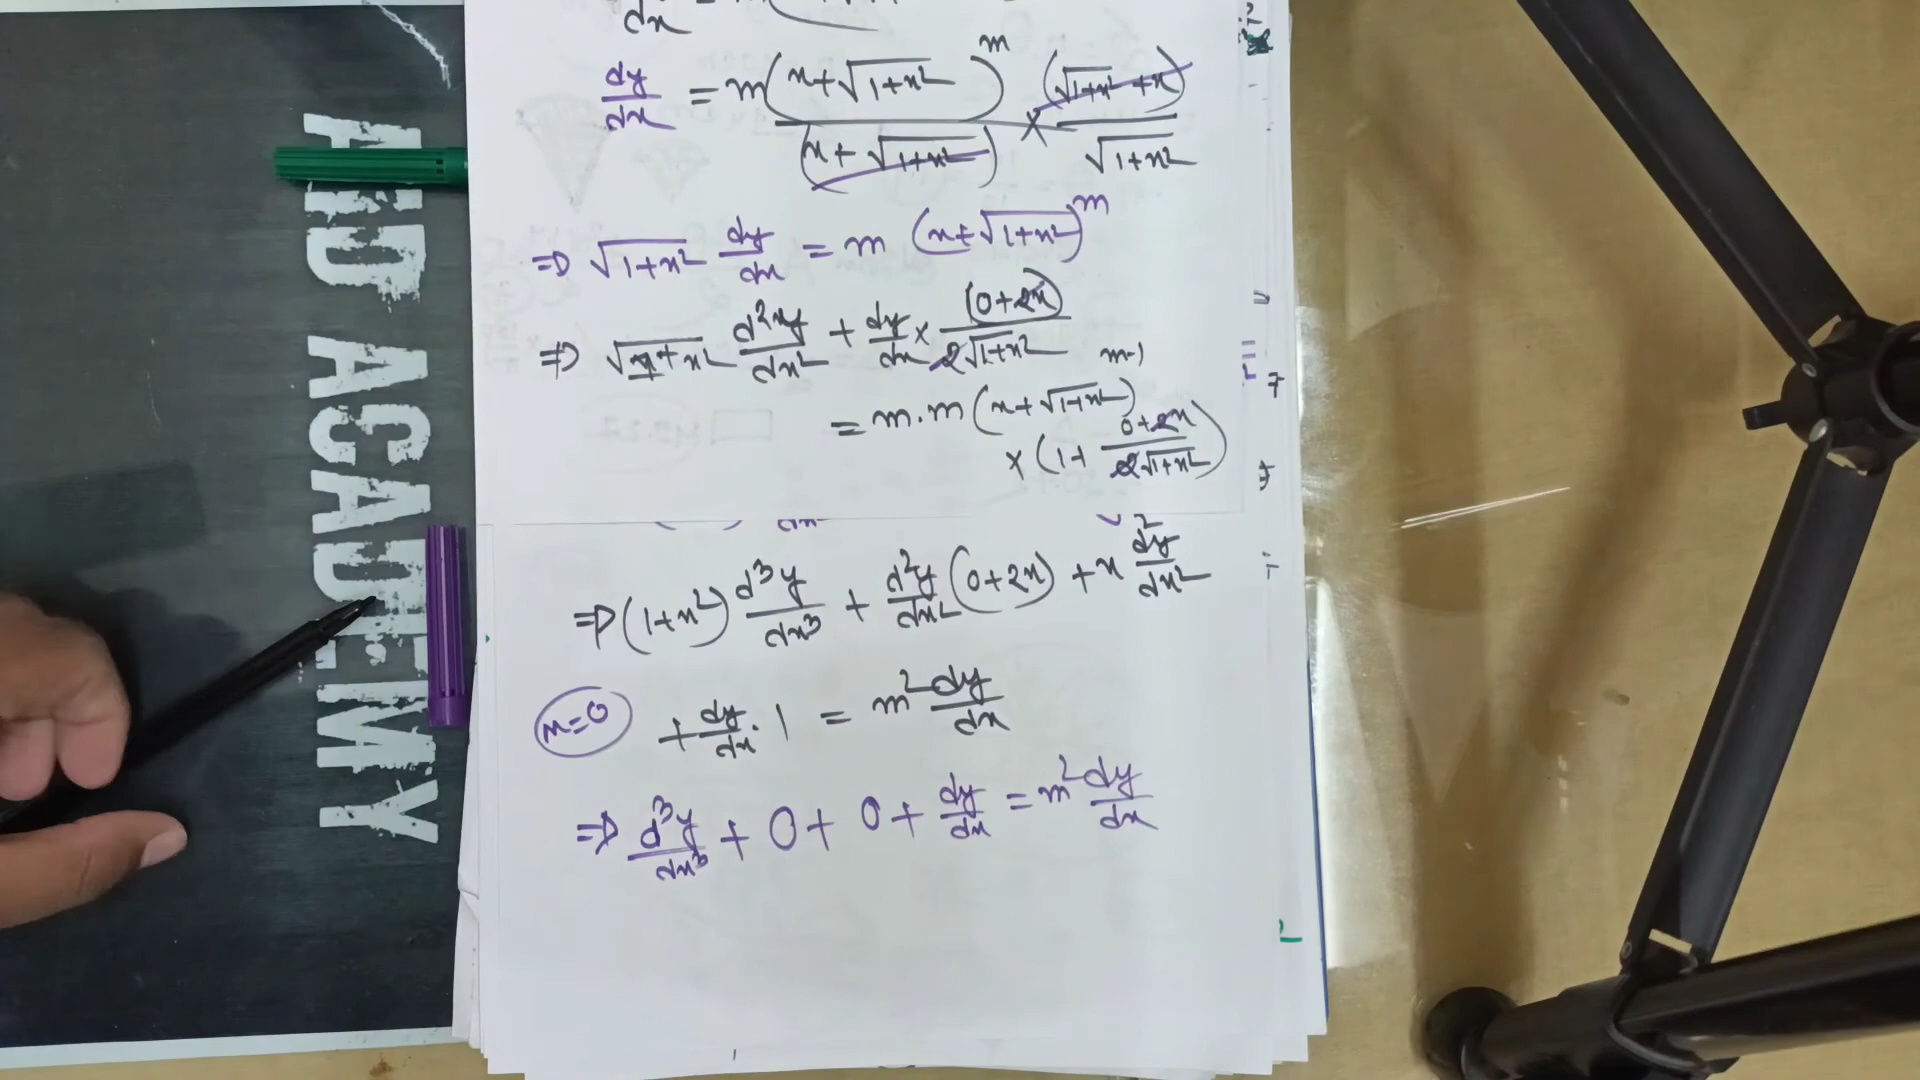 dx
dy/dx = m(x+√1+x²)^m / (x+√1+x²) × (√1+x² +x) / √1+x²
⇒ √1+x² dy/dx = m (x+√1+x²)^m
⇒ √1+x² d²y/dx² + dy/dx × (0+2x) / 2√1+x²
= m.m (x+√1+x²)^m-1
× (1+ 0+2x / 2√1+x²)
dx
⇒ (1+x²) d³y/dx³ + d²y/dx² (0+2x) + x d²y/dx²
x=0 + dy/dx . 1 = m² dy/dx
⇒ d³y/dx³ + 0 + 0 + dy/dx = m² dy/dx
ACADEMY